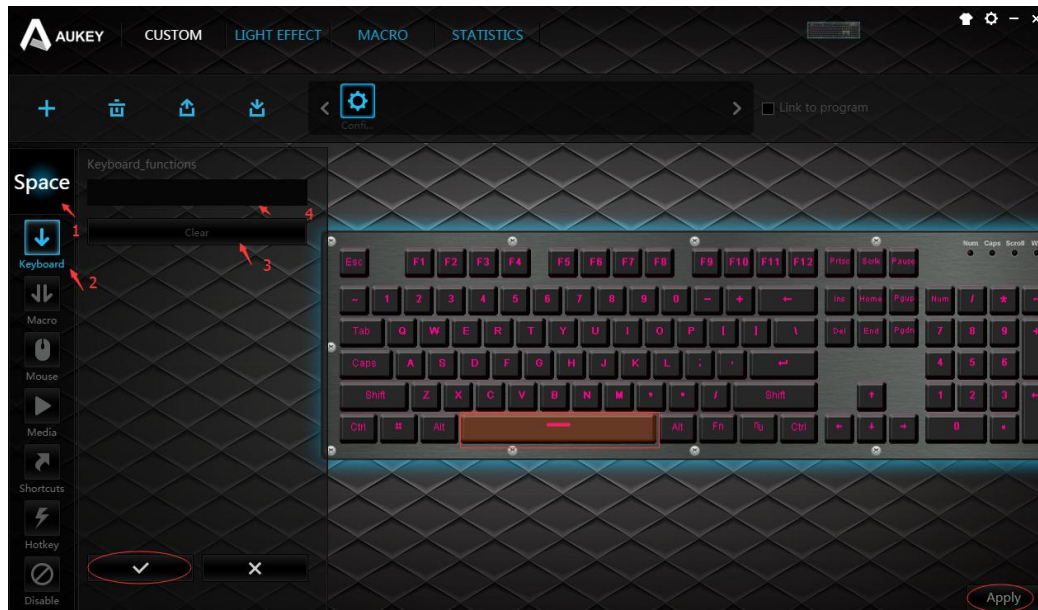 AUKEY CUSTOM LIGHT EFFECT MACRO STATISTICS
Confi...
Link to program
Space
1
Keyboard_functions
4
Clear
3
Keyboard
2
Macro
Mouse
Media
Shortcuts
Hotkey
Disable
Num Caps Scroll W
Esc F1 F2 F3 F4 F5 F6 F7 F8 F9 F10 F11 F12 Prtsc Scrlk Pause
~ 1 2 3 4 5 6 7 8 9 0 - + ← Ins Home Pgup Num / * -
Tab Q W E R T Y U I O P [ ] \ Del End Pgdn 7 8 9 +
Caps A S D F G H J K L ; ' ↵ 4 5 6
Shift Z X C V B N M / Shift ↑ 1 2 3
Ctrl Alt Alt Fn Ctrl ← ↓ → 0
Apply